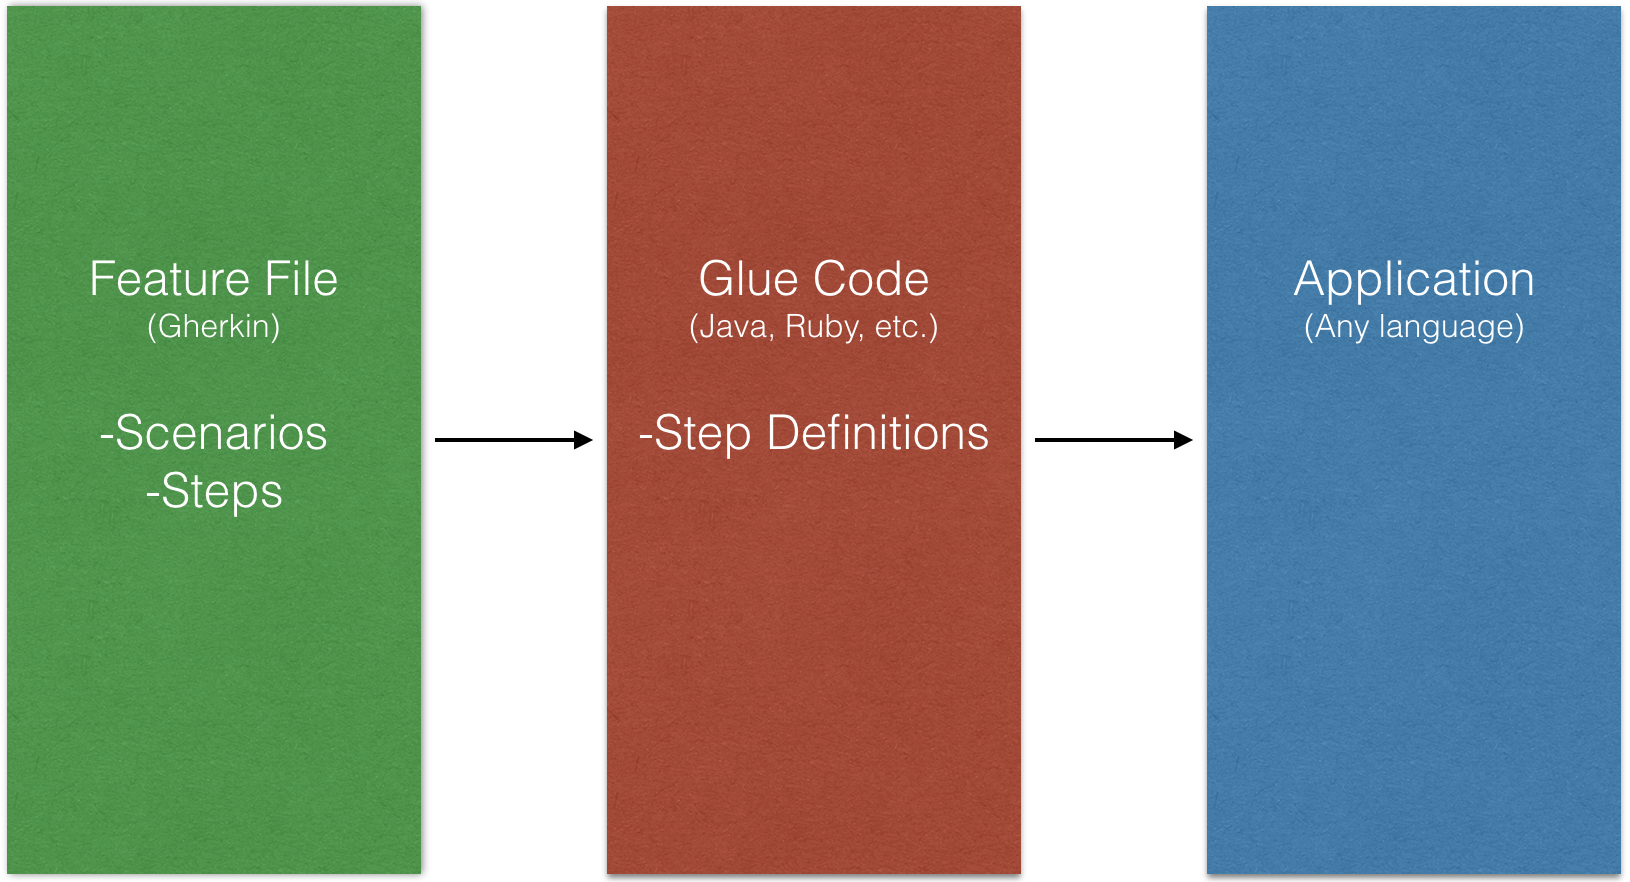 Feature File
(Gherkin)
-Scenarios
-Steps
Glue Code
(Java, Ruby, etc.)
-Step Definitions
Application
(Any language)